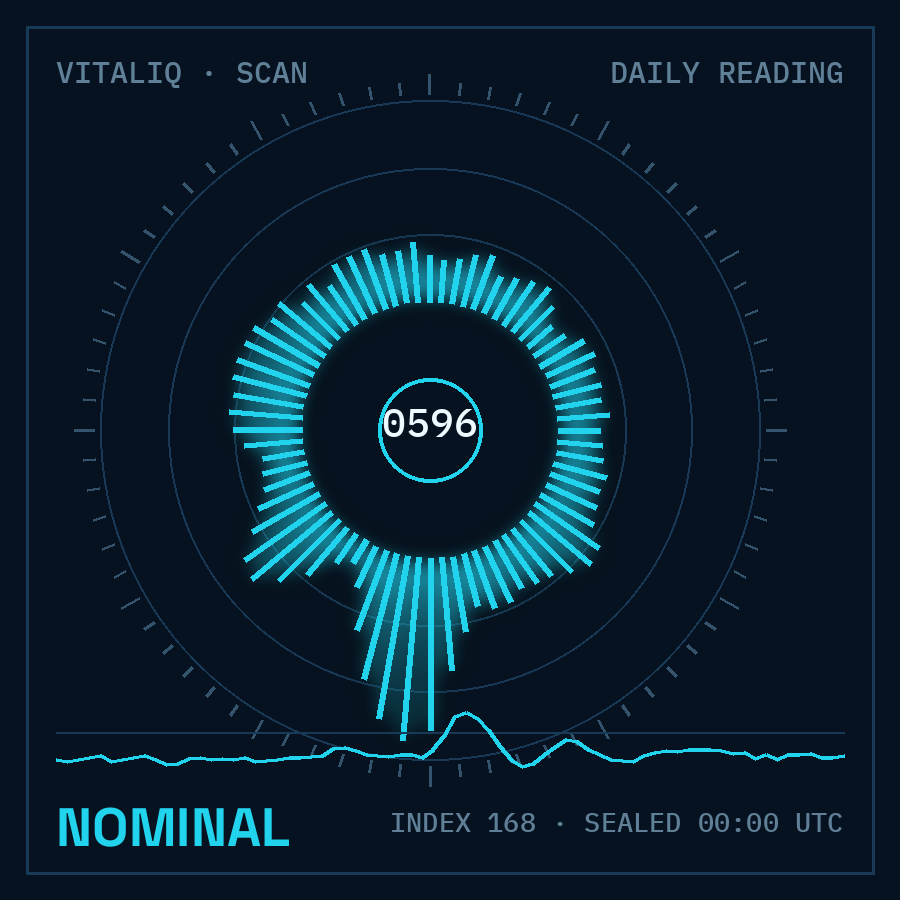 VITALIQ · SCAN
DAILY READING
0596
NOMINAL
INDEX 168 · SEALED 00:00 UTC